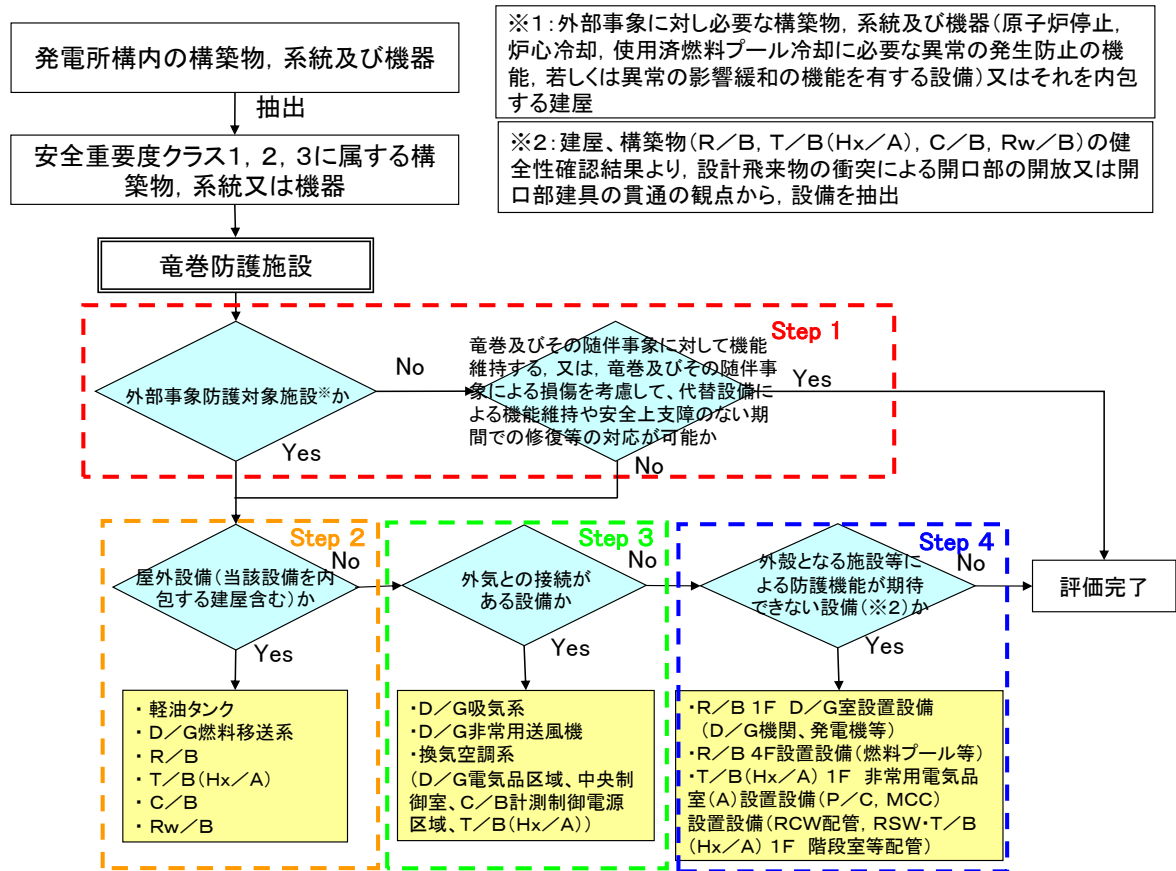 発電所構内の構築物，系統及び機器
抽出
安全重要度クラス１，２，３に属する構
築物，系統又は機器
竜巻防護施設
※１：外部事象に対し必要な構築物，系統及び機器（原子炉停止，
炉心冷却，使用済燃料プール冷却に必要な異常の発生防止の機
能，若しくは異常の影響緩和の機能を有する設備）又はそれを内包
する建屋
※２：建屋、構築物（R／B，T／B（Hx／A），C／B，Rw／B）の健
全性確認結果より，設計飛来物の衝突による開口部の開放又は開
口部建具の貫通の観点から，設備を抽出
Step 1
外部事象防護対象施設※か
No
Yes
竜巻及びその随伴事象に対して機能
維持する，又は，竜巻及びその随伴事
象による損傷を考慮して、代替設備
による機能維持や安全上支障のない期
間での修復等の対応が可能か
Yes
No
Step 2
屋外設備（当該設備を内
包する建屋含む）か
No
Yes
Step 3
外気との接続が
ある設備か
No
Yes
Step 4
外殻となる施設等に
よる防護機能が期待
できない設備（※２）か
No
Yes
評価完了
・ 軽油タンク
・ D／G燃料移送系
・ R／B
・ T／B（Hx／A）
・ C／B
・ Rw／B
・D／G吸気系
・D／G非常用送風機
・換気空調系
（D／G電気品区域、中央制
御室、C／B計測制御電源
区域、T／B（Hx／A））
・R／B 1F D／G室設置設備
（D／G機関、発電機等）
・R／B 4F設置設備（燃料プール等）
・T／B（Hx／A） 1F 非常用電気品
室（A）設置設備（P／C，MCC）
設置設備（RCW配管，RSW・T／B
（Hx／A） 1F 階段室等配管）